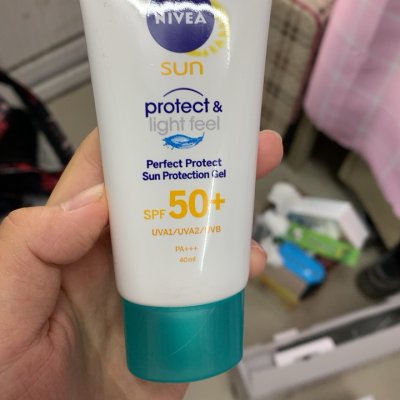 NIVEA
sun
protect &
light feel
Perfect Protect
Sun Protection Gel
SPF 50+
UVA1/UVA2/UVB
PA+++
40ml